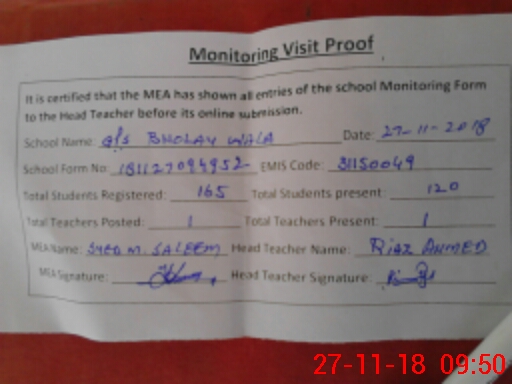 Monitoring Visit Proof
It is certified that the MEA has shown all entries of the school Monitoring Form
to the Head Teacher before its online submission.
School Name: G/s BHOLAY WALA Date: 27-11-2018
School Form No: 181127094952 EMIS Code: 31150049
Total Students Registered: 165 Total Students present: 120
Total Teachers Posted: 1 Total Teachers Present: 1
MEA Name: SYED M. SALEEM Head Teacher Name: RIAZ AHMED
MEA Signature: Head Teacher Signature:
27-11-18 09:50